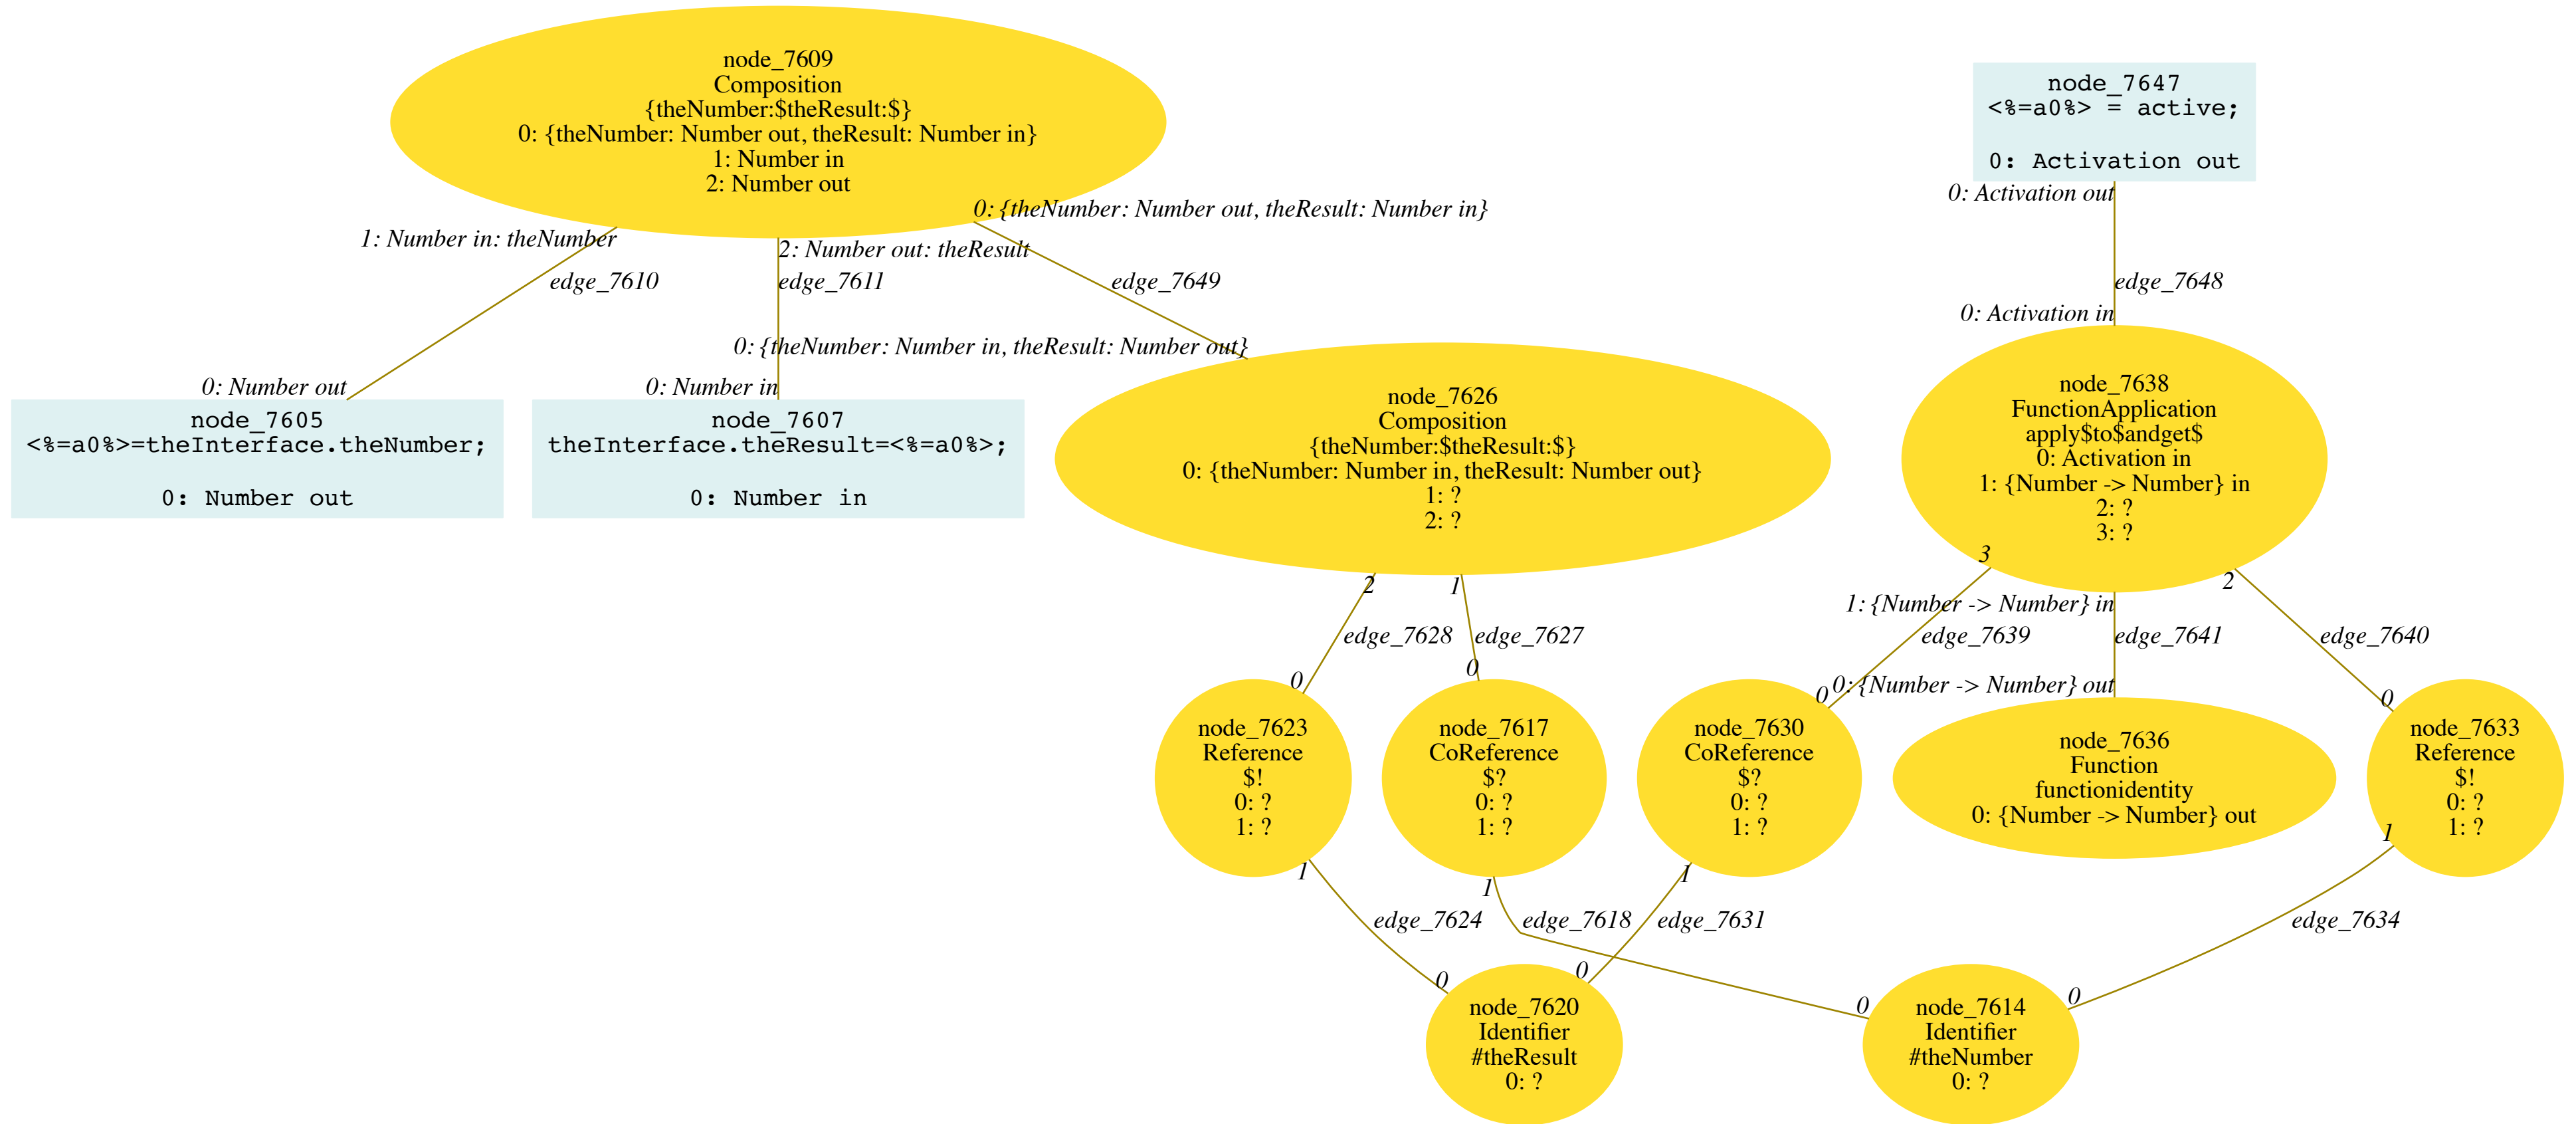 node_7609
Composition
{theNumber:$theResult:$}
0: {theNumber: Number out, theResult: Number in}
1: Number in
2: Number out
node_7647
<%=a0%> = active;
0: Activation out
0: Activation out
0: {theNumber: Number out, theResult: Number in}
1: Number in: theNumber
2: Number out: theResult
edge_7610
edge_7611
edge_7649
edge_7648
0: Activation in
0: {theNumber: Number in, theResult: Number out}
0: Number out
0: Number in
node_7605
<%=a0%>=theInterface.theNumber;
0: Number out
node_7607
theInterface.theResult=<%=a0%>;
0: Number in
node_7626
Composition
{theNumber:$theResult:$}
0: {theNumber: Number in, theResult: Number out}
1: ?
2: ?
node_7638
FunctionApplication
apply$to$andget$
0: Activation in
1: {Number -> Number} in
2: ?
3: ?
3
2
2
1
1: {Number -> Number} in
edge_7628
edge_7627
edge_7639
edge_7641
edge_7640
0
0
0
0: {Number -> Number} out
0
node_7623
Reference
$!
0: ?
1: ?
node_7617
CoReference
$?
0: ?
1: ?
node_7630
CoReference
$?
0: ?
1: ?
node_7636
Function
functionidentity
0: {Number -> Number} out
node_7633
Reference
$!
0: ?
1: ?
1
1
1
1
edge_7624
edge_7618
edge_7631
edge_7634
0
0
0
0
node_7620
Identifier
#theResult
0: ?
node_7614
Identifier
#theNumber
0: ?